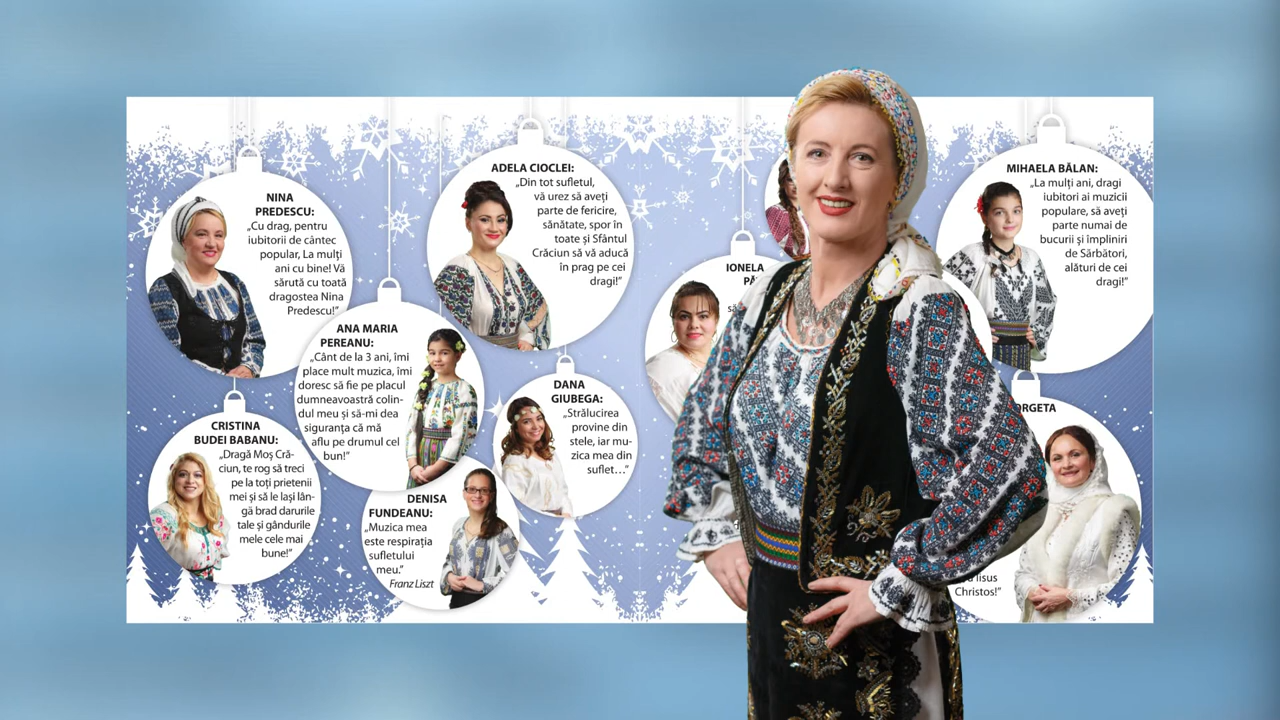 NINA
PREDESCU:
„Cu drag, pentru
iubitorii de cântec
popular, La mulți
ani cu bine! Vă
sărută cu toată
dragostea Nina
Predescu!”
ADELA CIOCLEI:
„Din tot sufletul,
vă urez să aveți
parte de fericire,
sănătate, spor în
toate și Sfântul
Crăciun să vă aducă
în prag pe cei
dragi!”
MIHAELA BĂLAN:
„La mulți ani, dragi
iubitori ai muzicii
populare, să aveți
parte numai de
bucurii și împliniri
de Sărbători,
alături de cei
dragi!”
IONELA
ANA MARIA
PEREANU:
„Cânt de la 3 ani, îmi
place mult muzica, îmi
doresc să fie pe placul
dumneavoastră colin-
dul meu și să-mi dea
siguranța că mă
aflu pe drumul cel
bun!”
DANA
GIUBEGA:
„Strălucirea
provine din
stele, iar mu-
zica mea din
suflet…”
CRISTINA
BUDEI BABANU:
„Dragă Moș Cră-
ciun, te rog să treci
pe la toți prietenii
mei și să le lași lân-
gă brad darurile
tale și gândurile
mele cele mai
bune!”
DENISA
FUNDEANU:
„Muzica mea
este respirația
sufletului
meu.”
Franz Liszt
Iisus
Christos!”